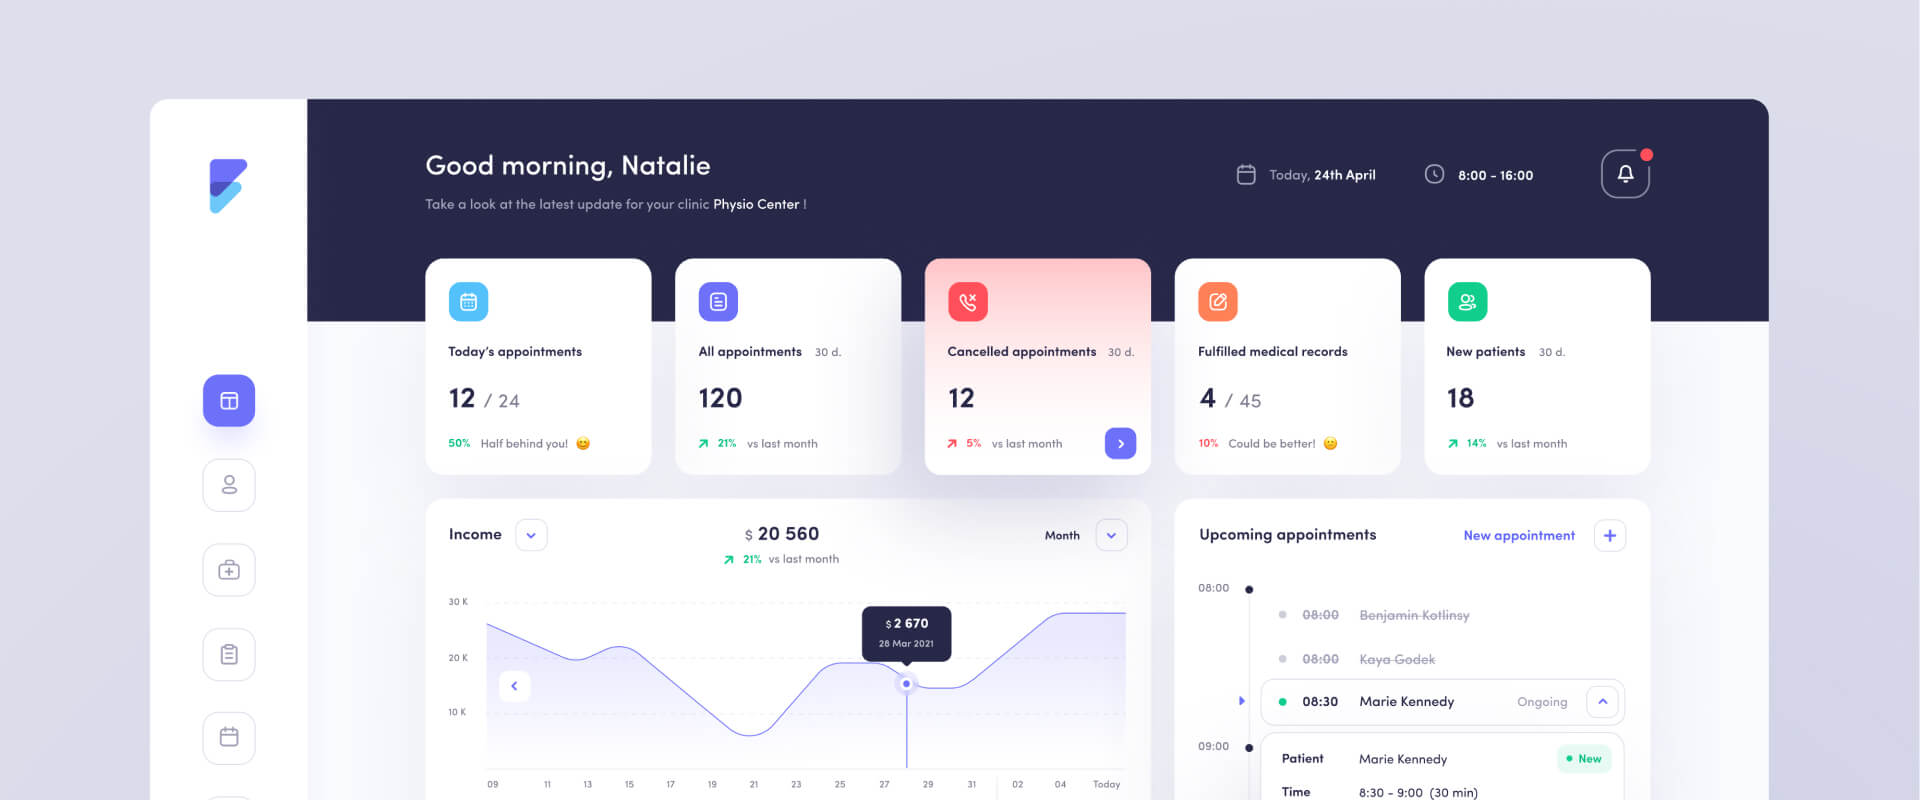 Good morning, Natalie
Take a look at the latest update for your clinic Physio Center !
Today, 24th April
8:00 - 16:00
Today's appointments
12 / 24
50% Half behind you! 😊
All appointments 30 d.
120
21% vs last month
Cancelled appointments 30 d.
12
5% vs last month
Fulfilled medical records
4 / 45
10% Could be better! 😕
New patients 30 d.
18
14% vs last month
Income
$ 20 560
21% vs last month
Month
30 K
20 K
10 K
$ 2 670
28 Mar 2021
09 11 13 15 17 19 21 23 25 27 29 31 02 04 Today
Upcoming appointments
New appointment
08:00
08:00 Benjamin Kotlinsy
08:00 Kaya Godek
08:30 Marie Kennedy Ongoing
09:00
Patient Marie Kennedy New
Time 8:30 - 9:00 (30 min)